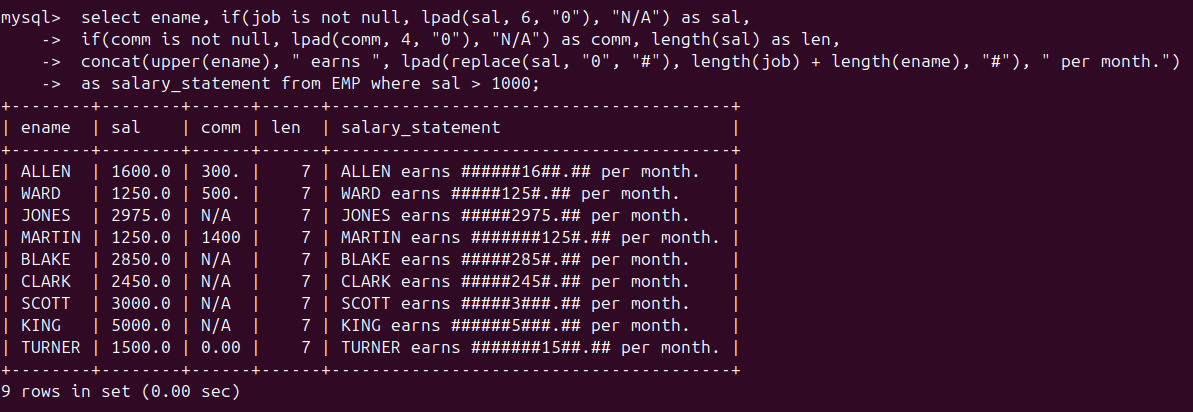 mysql>  select ename, if(job is not null, lpad(sal, 6, "0"), "N/A") as sal,
    ->  if(comm is not null, lpad(comm, 4, "0"), "N/A") as comm, length(sal) as len,
    ->  concat(upper(ename), " earns ", lpad(replace(sal, "0", "#"), length(job) + length(ename), "#"), " per month.")
    ->  as salary_statement from EMP where sal > 1000;
+--------+--------+------+------+----------------------------------------+
| ename  | sal    | comm | len  | salary_statement                       |
+--------+--------+------+------+----------------------------------------+
| ALLEN  | 1600.0 | 300. |    7 | ALLEN earns ######16##.## per month.   |
| WARD   | 1250.0 | 500. |    7 | WARD earns #####125#.## per month.     |
| JONES  | 2975.0 | N/A  |    7 | JONES earns #####2975.## per month.    |
| MARTIN | 1250.0 | 1400 |    7 | MARTIN earns #######125#.## per month. |
| BLAKE  | 2850.0 | N/A  |    7 | BLAKE earns #####285#.## per month.    |
| CLARK  | 2450.0 | N/A  |    7 | CLARK earns #####245#.## per month.    |
| SCOTT  | 3000.0 | N/A  |    7 | SCOTT earns #####3###.## per month.    |
| KING   | 5000.0 | N/A  |    7 | KING earns ######5###.## per month.    |
| TURNER | 1500.0 | 0.00 |    7 | TURNER earns #######15##.## per month. |
+--------+--------+------+------+----------------------------------------+
9 rows in set (0.00 sec)